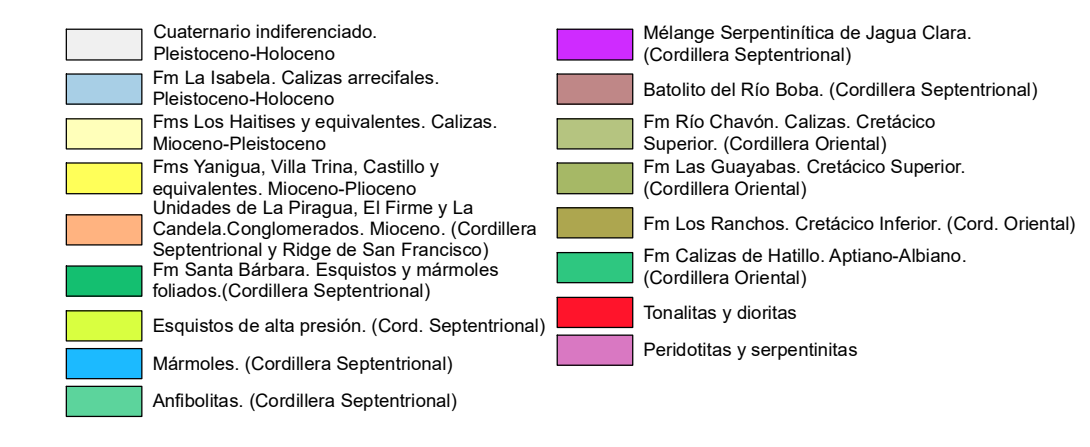 Cuaternario indiferenciado.
Pleistoceno-Holoceno
Fm La Isabela. Calizas arrecifales.
Pleistoceno-Holoceno
Fms Los Haitises y equivalentes. Calizas.
Mioceno-Pleistoceno
Fms Yanigua, Villa Trina, Castillo y
equivalentes. Mioceno-Plioceno
Unidades de La Piragua, El Firme y La
Candela.Conglomerados. Mioceno. (Cordillera
Septentrional y Ridge de San Francisco)
Fm Santa Bárbara. Esquistos y mármoles
foliados.(Cordillera Septentrional)
Esquistos de alta presión. (Cord. Septentrional)
Mármoles. (Cordillera Septentrional)
Anfibolitas. (Cordillera Septentrional)
Mélange Serpentinítica de Jagua Clara.
(Cordillera Septentrional)
Batolito del Río Boba. (Cordillera Septentrional)
Fm Río Chavón. Calizas. Cretácico
Superior. (Cordillera Oriental)
Fm Las Guayabas. Cretácico Superior.
(Cordillera Oriental)
Fm Los Ranchos. Cretácico Inferior. (Cord. Oriental)
Fm Calizas de Hatillo. Aptiano-Albiano.
(Cordillera Oriental)
Tonalitas y dioritas
Peridotitas y serpentinitas